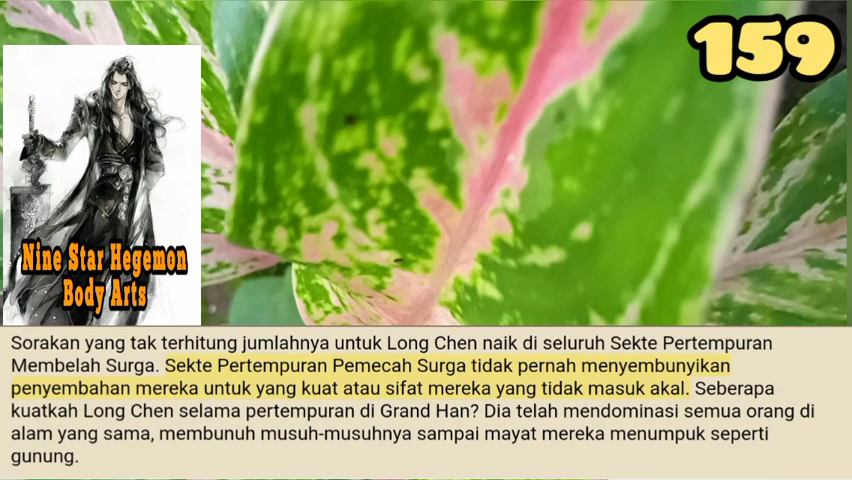 159
Nine Star Hegemon
Body Arts
Sorakan yang tak terhitung jumlahnya untuk Long Chen naik di seluruh Sekte Pertempuran
Membelah Surga. Sekte Pertempuran Pemecah Surga tidak pernah menyembunyikan
penyembahan mereka untuk yang kuat atau sifat mereka yang tidak masuk akal. Seberapa
kuatkah Long Chen selama pertempuran di Grand Han? Dia telah mendominasi semua orang di
alam yang sama, membunuh musuh-musuhnya sampai mayat mereka menumpuk seperti
gunung.